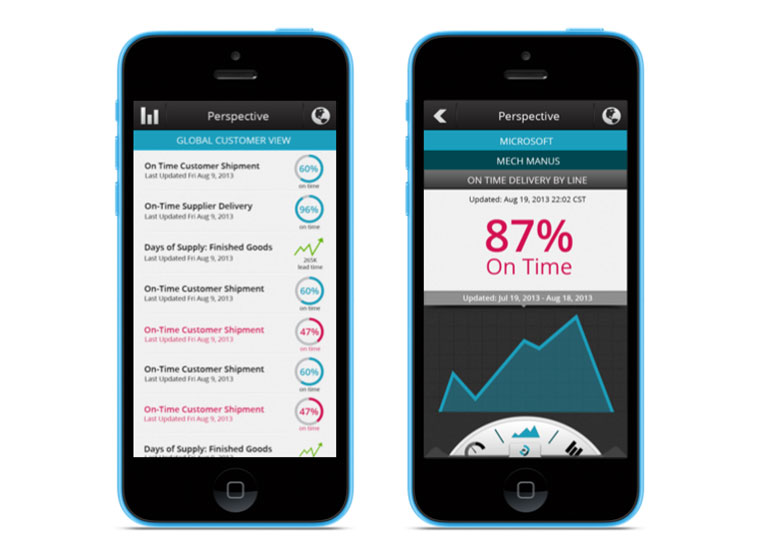 Perspective
GLOBAL CUSTOMER VIEW
On Time Customer Shipment
Last Updated Fri Aug 9, 2013
60%
on time
On-Time Supplier Delivery
Last Updated Fri Aug 9, 2013
96%
on time
Days of Supply: Finished Goods
Last Updated Fri Aug 9, 2013
265K
lead time
On-Time Customer Shipment
Last Updated Fri Aug 9, 2013
60%
on time
On-Time Customer Shipment
Last Updated Fri Aug 9, 2013
47%
on time
On-Time Customer Shipment
Last Updated Fri Aug 9, 2013
60%
on time
On-Time Customer Shipment
Last Updated Fri Aug 9, 2013
47%
on time
Days of Supply: Finished Goods
Last Updated Fri Aug 9, 2013
Perspective
MICROSOFT
MECH MANUS
ON TIME DELIVERY BY LINE
Updated: Aug 19, 2013 22:02 CST
87%
On Time
Updated: Jul 19, 2013 - Aug 18, 2013